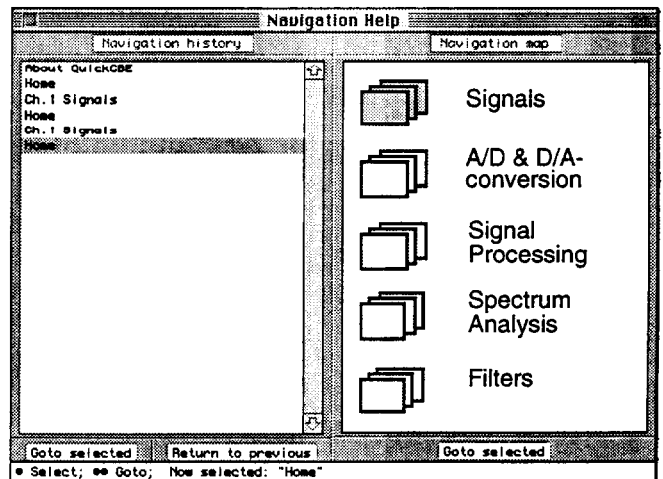 Navigation Help
Navigation history
Navigation map
About QuickCBE
Home
Ch.1 Signals
Home
Ch.1 Signals
Home
Signals
A/D & D/A-
conversion
Signal
Processing
Spectrum
Analysis
Filters
Goto selected
Return to previous
Goto selected
• Select; •• Goto; Now selected: "Home"